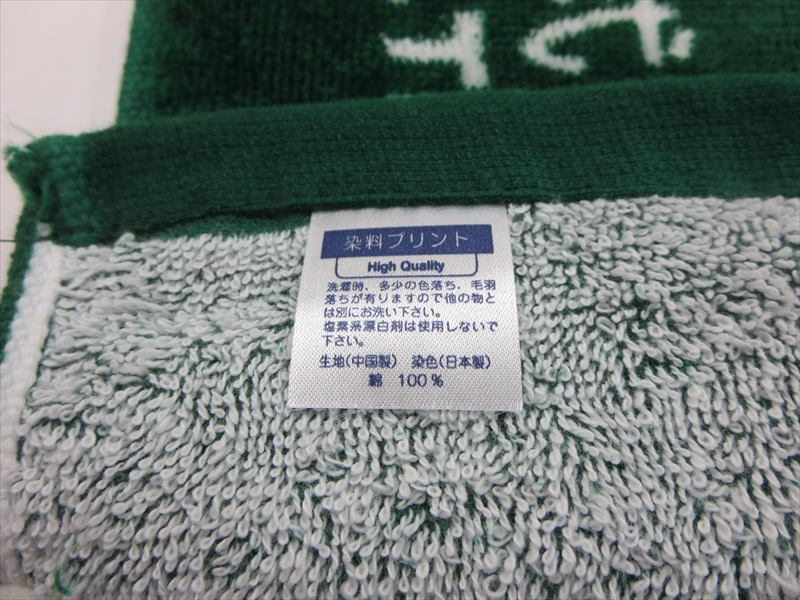 染料プリント
High Quality
洗濯時、多少の色落ち、毛羽
落ちが有りますので他の物と
は別にお洗い下さい。
塩素系漂白剤は使用しないで
下さい。
生地(中国製) 染色(日本製)
綿 100%